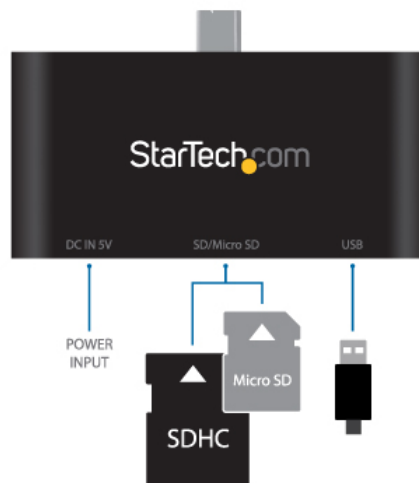 StarTech.com
DC IN 5V
SD/Micro SD
USB
POWER
INPUT
Micro SD
SDHC